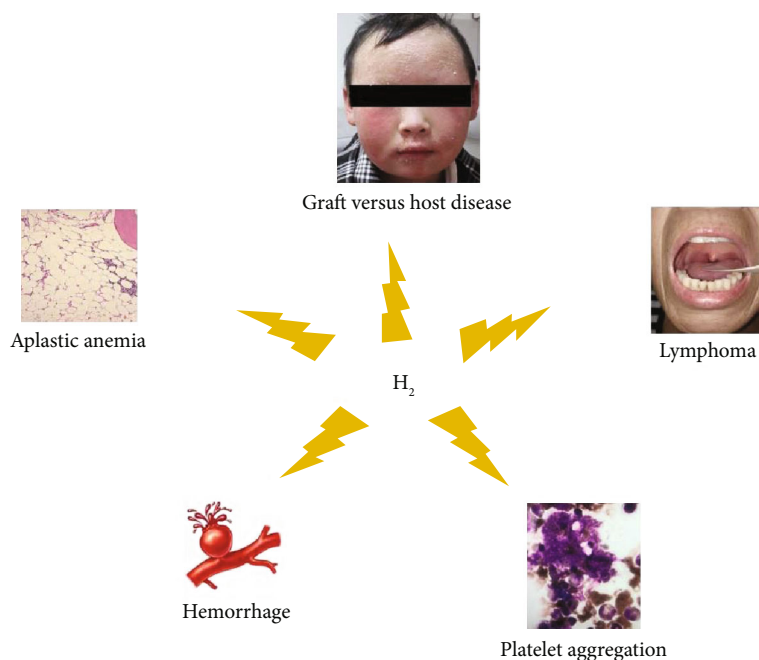 Graft versus host disease
Aplastic anemia
Lymphoma
H₂
Hemorrhage
Platelet aggregation